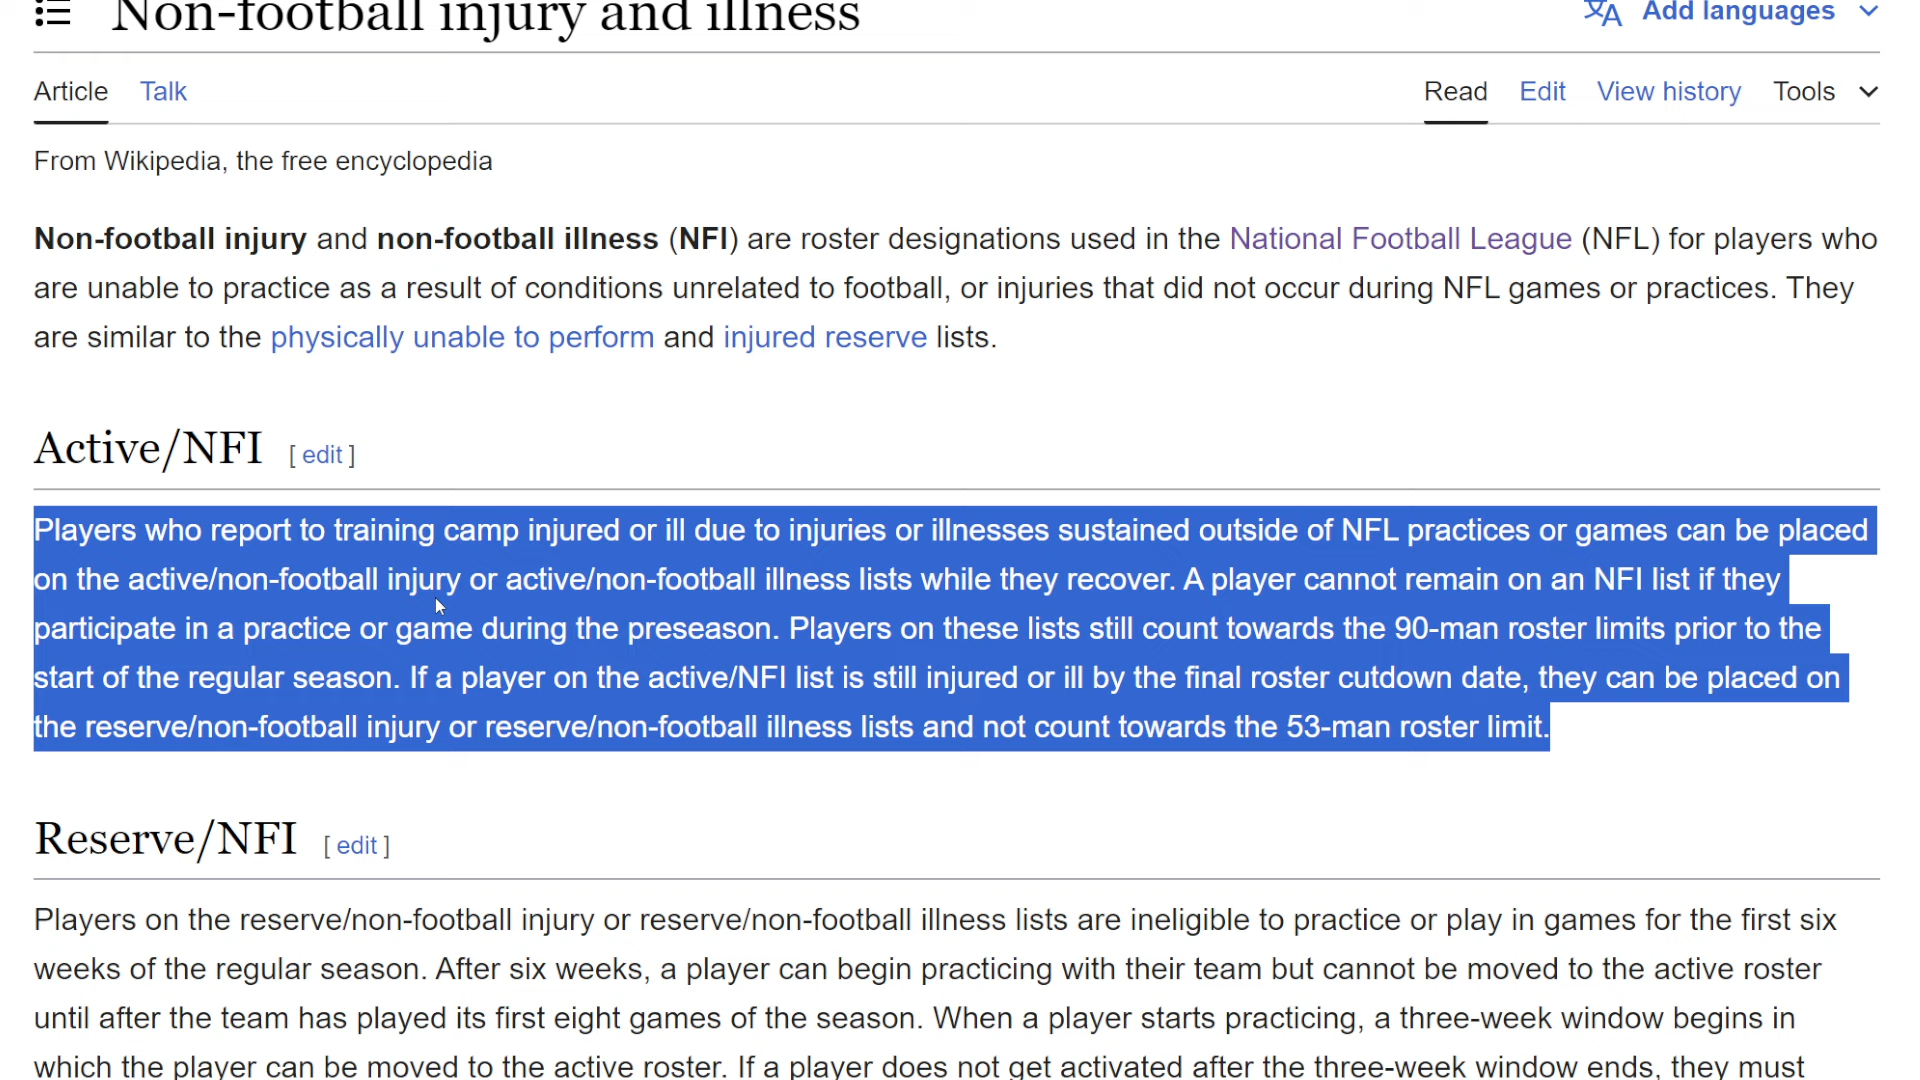 Non-football injury and illness
Add languages
Article Talk
Read Edit View history Tools
From Wikipedia, the free encyclopedia
Non-football injury and non-football illness (NFI) are roster designations used in the National Football League (NFL) for players who
are unable to practice as a result of conditions unrelated to football, or injuries that did not occur during NFL games or practices. They
are similar to the physically unable to perform and injured reserve lists.
Active/NFI [ edit ]
Players who report to training camp injured or ill due to injuries or illnesses sustained outside of NFL practices or games can be placed
on the active/non-football injury or active/non-football illness lists while they recover. A player cannot remain on an NFI list if they
participate in a practice or game during the preseason. Players on these lists still count towards the 90-man roster limits prior to the
start of the regular season. If a player on the active/NFI list is still injured or ill by the final roster cutdown date, they can be placed on
the reserve/non-football injury or reserve/non-football illness lists and not count towards the 53-man roster limit.
Reserve/NFI [ edit ]
Players on the reserve/non-football injury or reserve/non-football illness lists are ineligible to practice or play in games for the first six
weeks of the regular season. After six weeks, a player can begin practicing with their team but cannot be moved to the active roster
until after the team has played its first eight games of the season. When a player starts practicing, a three-week window begins in
which the player can be moved to the active roster. If a player does not get activated after the three-week window ends, they must